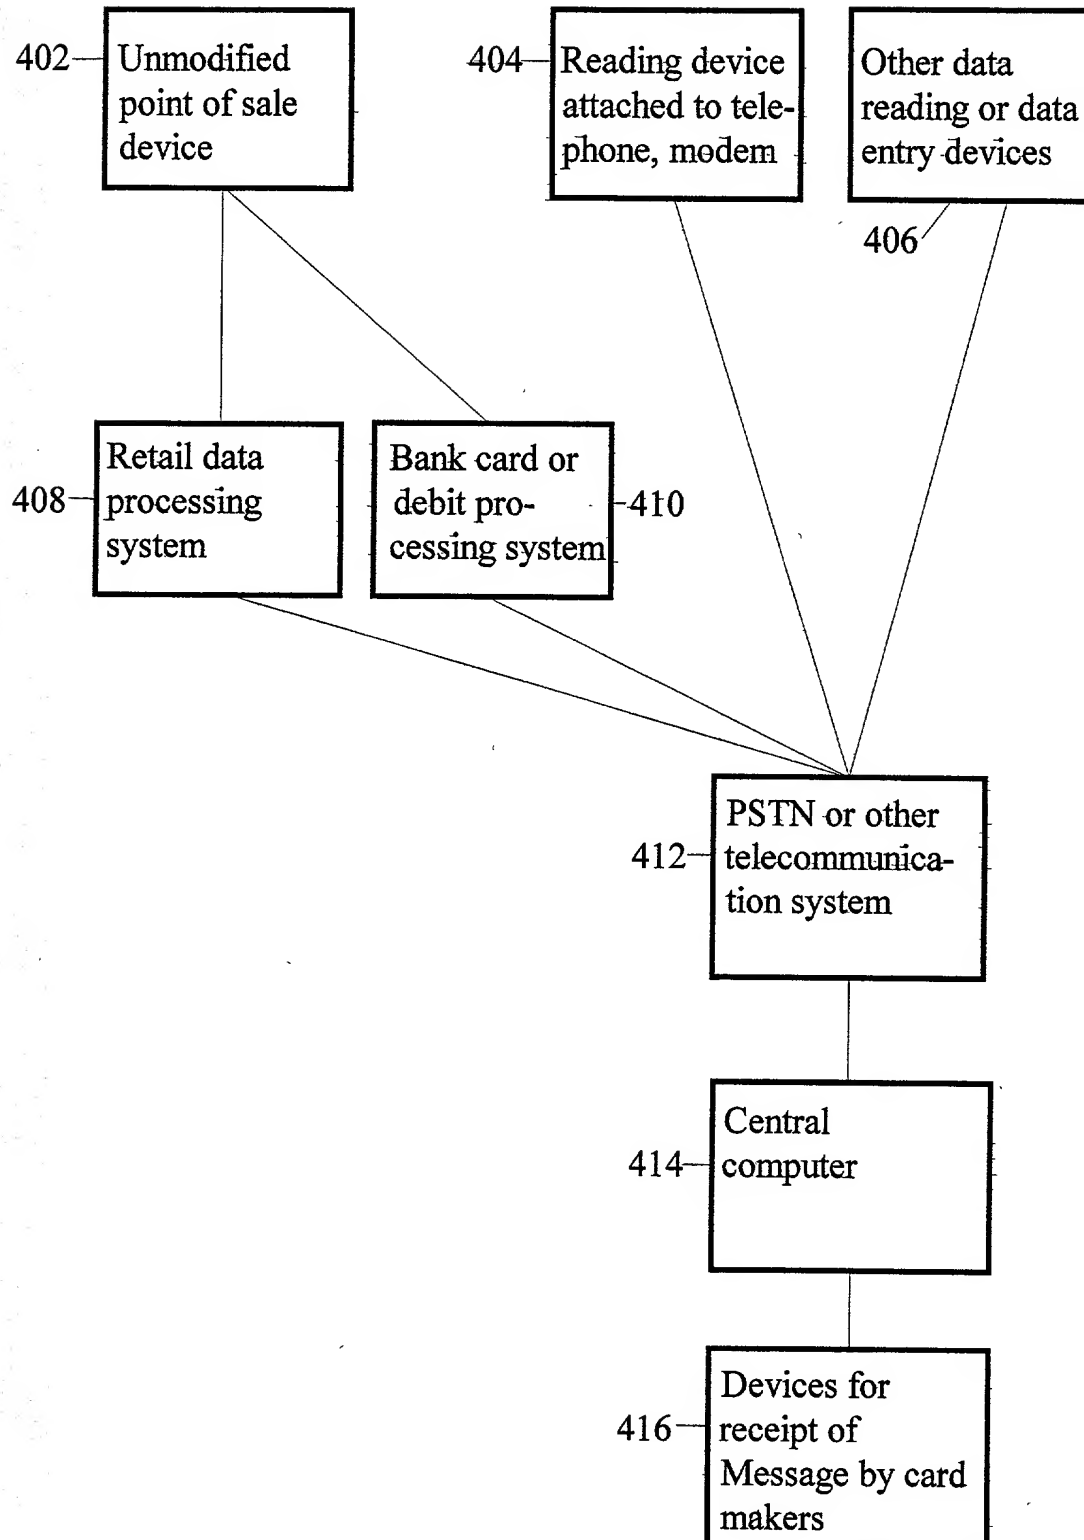 402
Unmodified
point of sale
device
404
Reading device
attached to tele-
phone, modem
Other data
reading or data
entry devices
406
408
Retail data
processing
system
Bank card or
debit pro-
cessing system
410
412
PSTN or other
telecommunica-
tion system
414
Central
computer
416
Devices for
receipt of
Message by card
makers